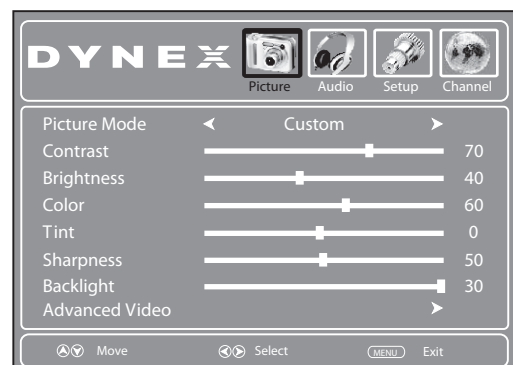 DYNEX
Picture Audio Setup Channel
Picture Mode Custom
Contrast 70
Brightness 40
Color 60
Tint 0
Sharpness 50
Backlight 30
Advanced Video
Move Select MENU Exit